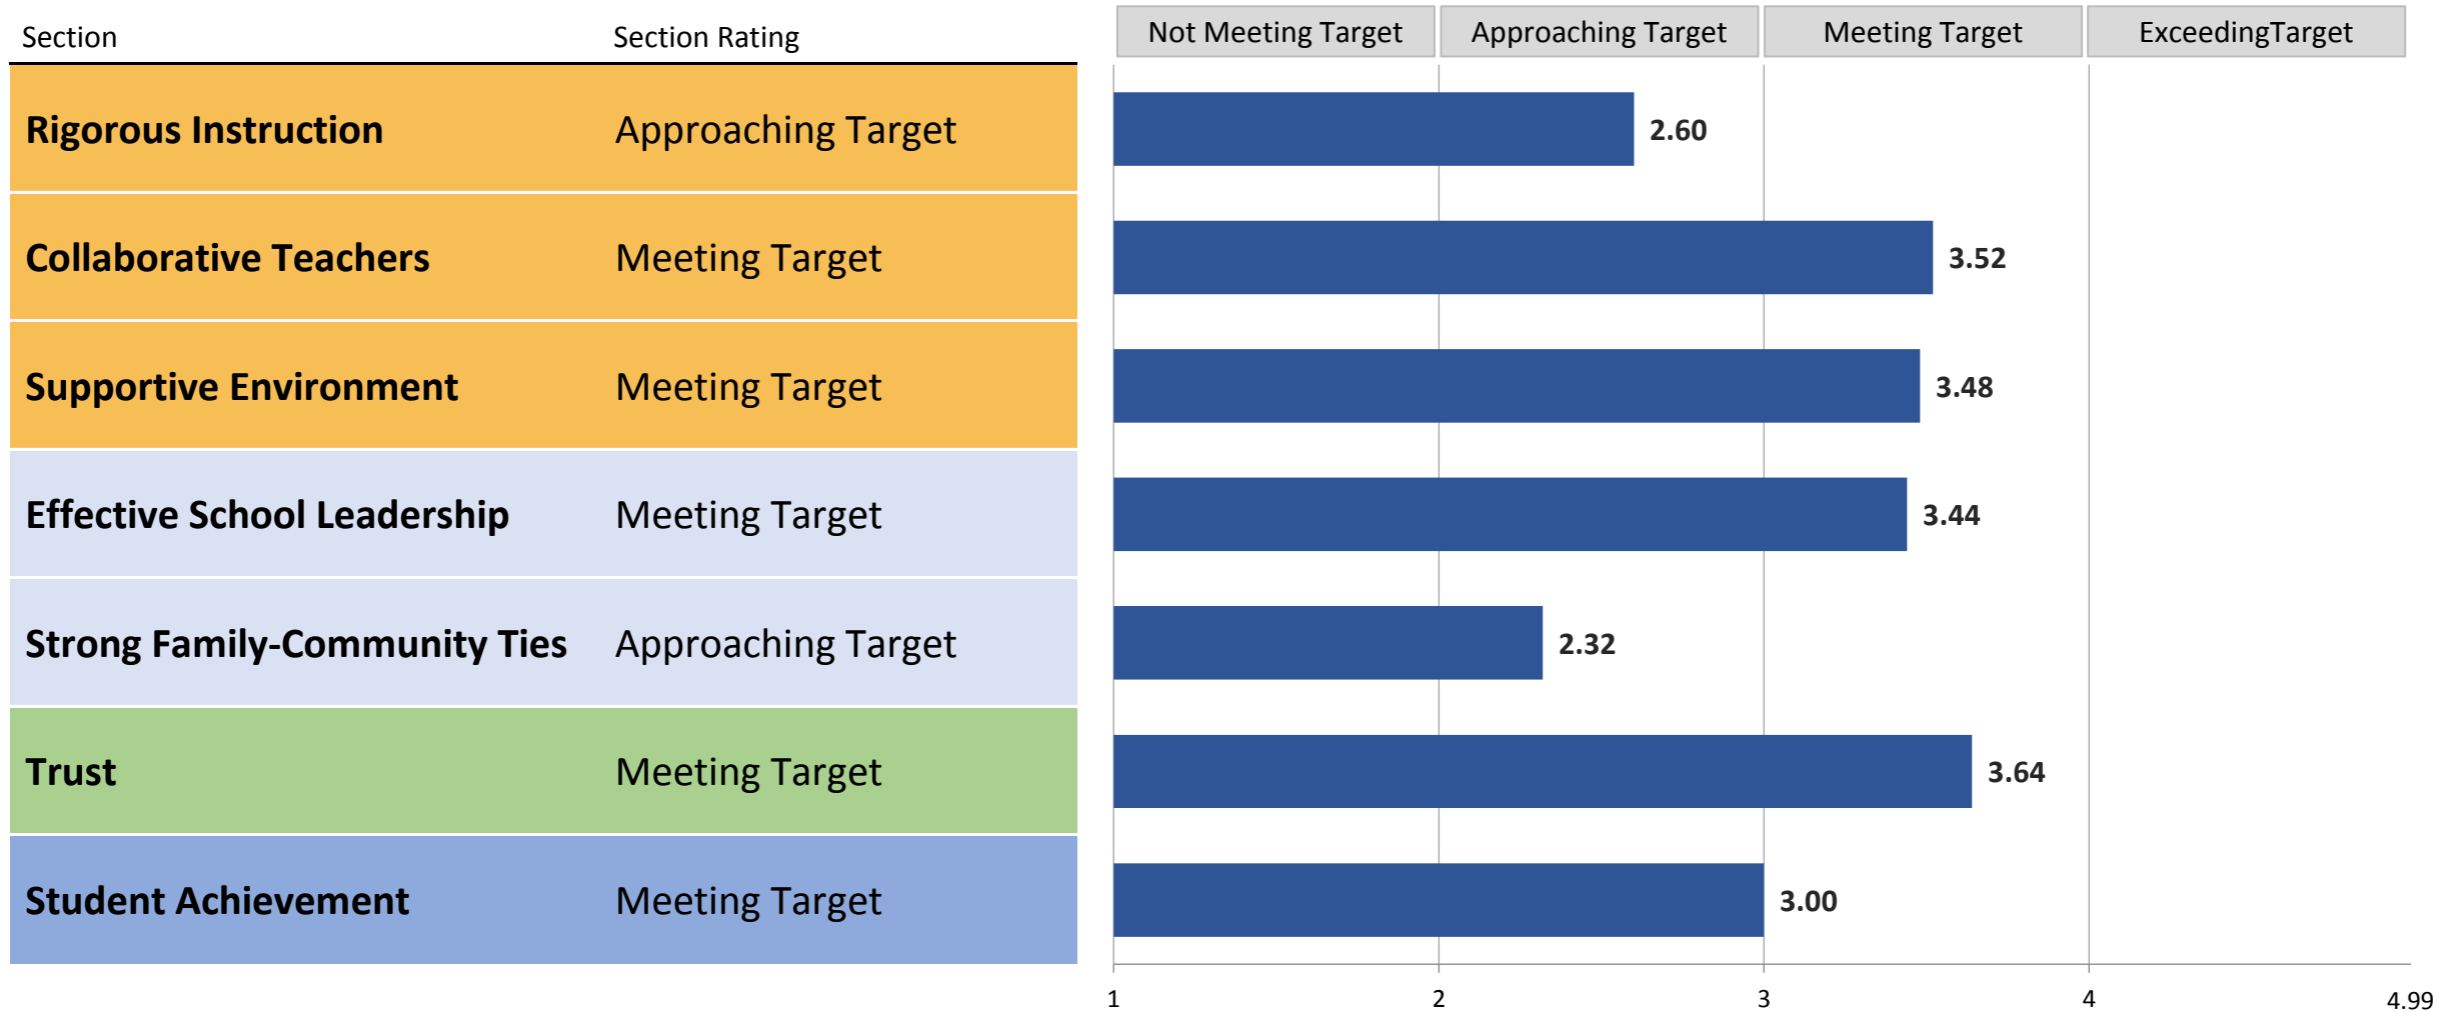 Section Section Rating Not Meeting Target Approaching Target Meeting Target ExceedingTarget
Rigorous Instruction Approaching Target 2.60
Collaborative Teachers Meeting Target 3.52
Supportive Environment Meeting Target 3.48
Effective School Leadership Meeting Target 3.44
Strong Family-Community Ties Approaching Target 2.32
Trust Meeting Target 3.64
Student Achievement Meeting Target 3.00
1 2 3 4 4.99